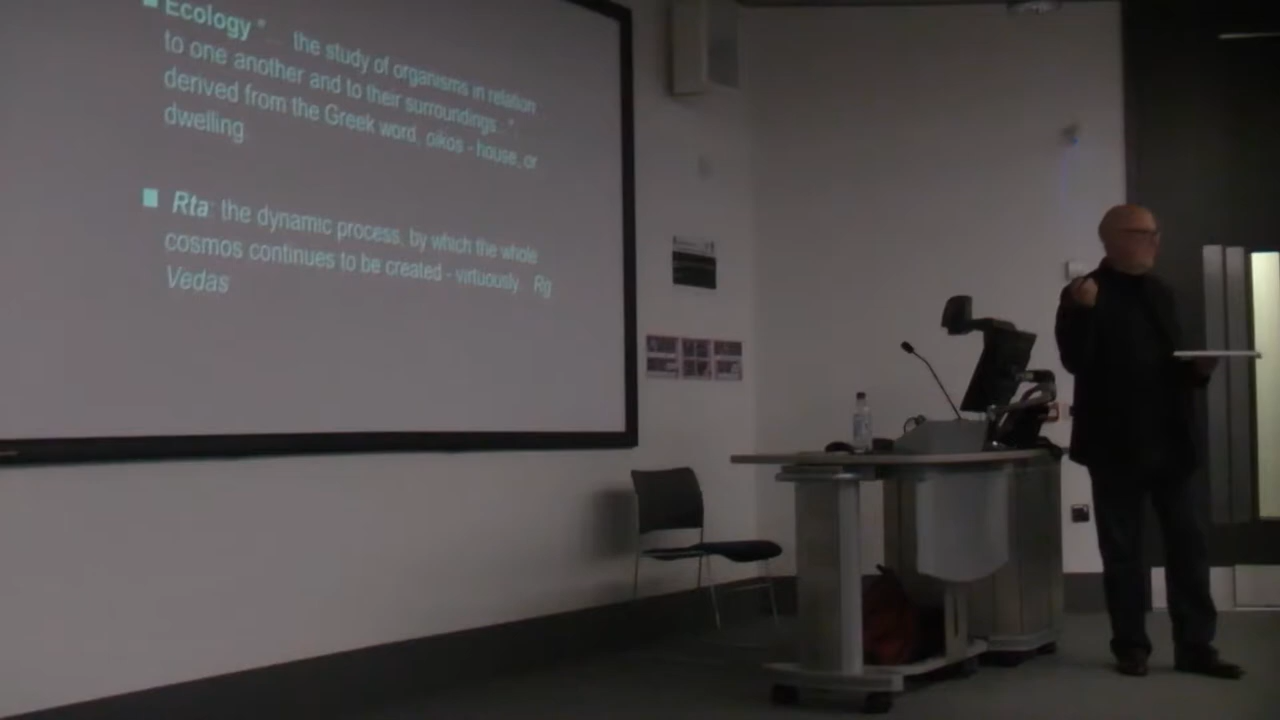 ■ Ecology "... the study of organisms in relation
to one another and to their surroundings..."
derived from the Greek word, oikos - house, or
dwelling
■ Rta: the dynamic process, by which the whole
cosmos continues to be created - virtuously. Rig
Vedas